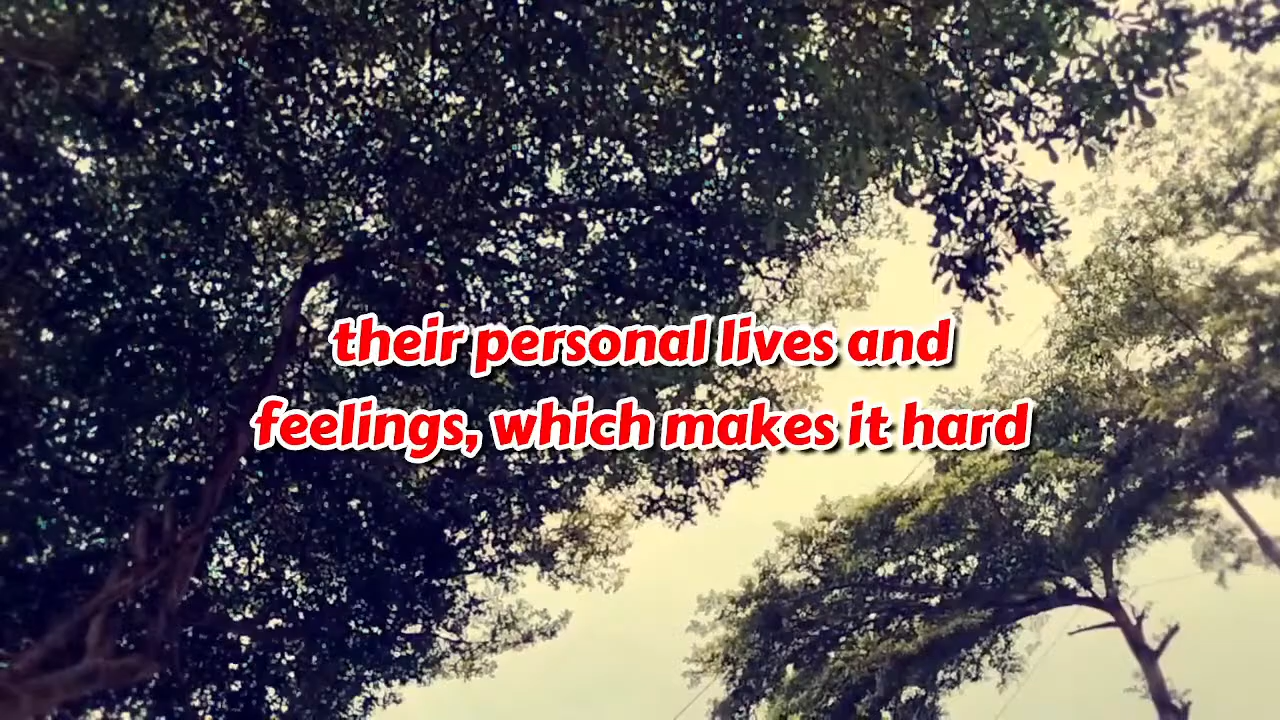 their personal lives and
feelings, which makes it hard